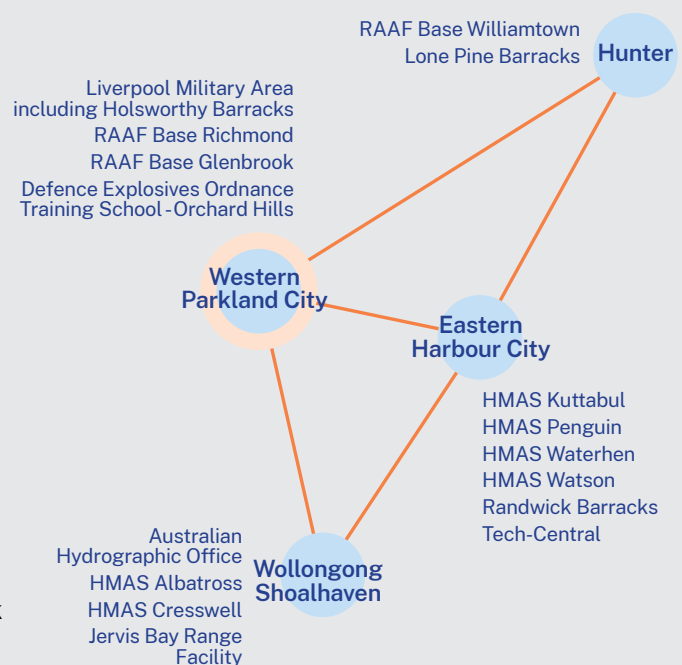 RAAF Base Williamtown
Lone Pine Barracks
Hunter
Liverpool Military Area
including Holsworthy Barracks
RAAF Base Richmond
RAAF Base Glenbrook
Defence Explosives Ordnance
Training School - Orchard Hills
Western
Parkland City
Eastern
Harbour City
HMAS Kuttabul
HMAS Penguin
HMAS Waterhen
HMAS Watson
Randwick Barracks
Tech-Central
Australian
Hydrographic Office
HMAS Albatross
HMAS Cresswell
Jervis Bay Range
Facility
Wollongong
Shoalhaven